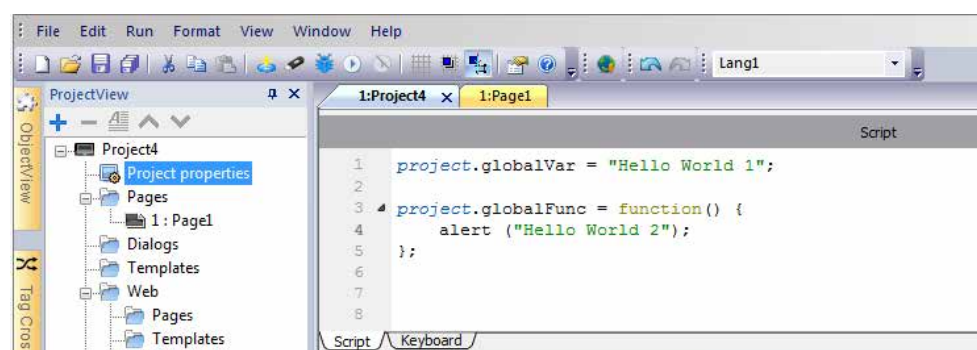 File Edit Run Format View Window Help
Lang1
ObjectView
Tag Cros
ProjectView
Project4
Project properties
Pages
1 : Page1
Dialogs
Templates
Web
Pages
Templates
1:Project4 x 1:Page1
Script
1 project.globalVar = "Hello World 1";
2
3 project.globalFunc = function() {
4 alert ("Hello World 2");
5 };
6
7
8
Script Keyboard